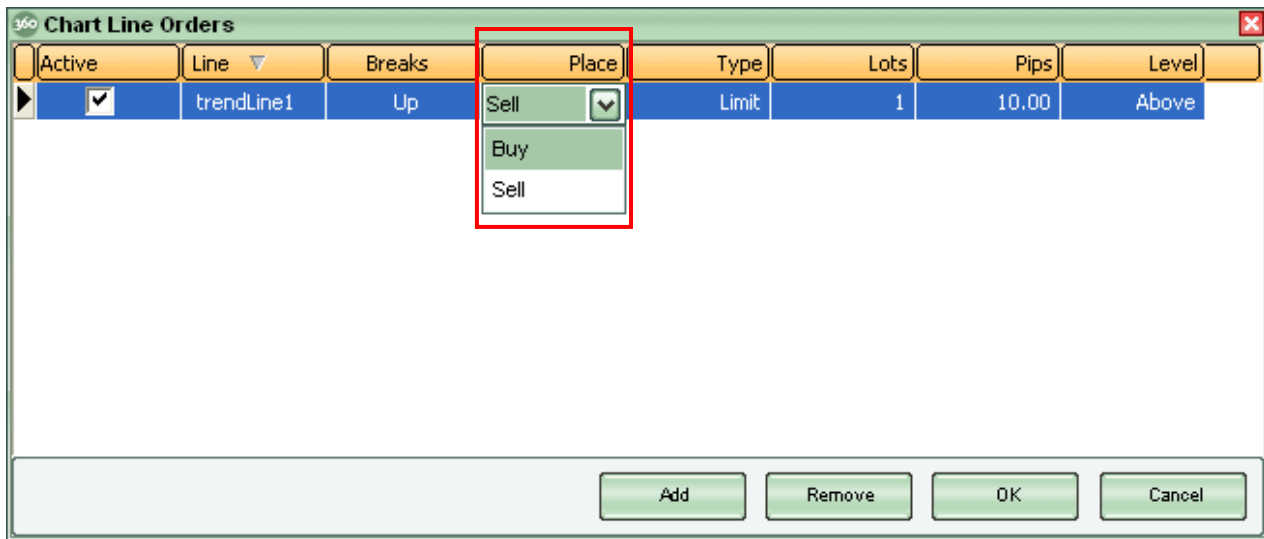 360 Chart Line Orders
Active Line Breaks Place Type Lots Pips Level
trendLine1 Up Sell Limit 1 10.00 Above
Buy
Sell
Add Remove OK Cancel